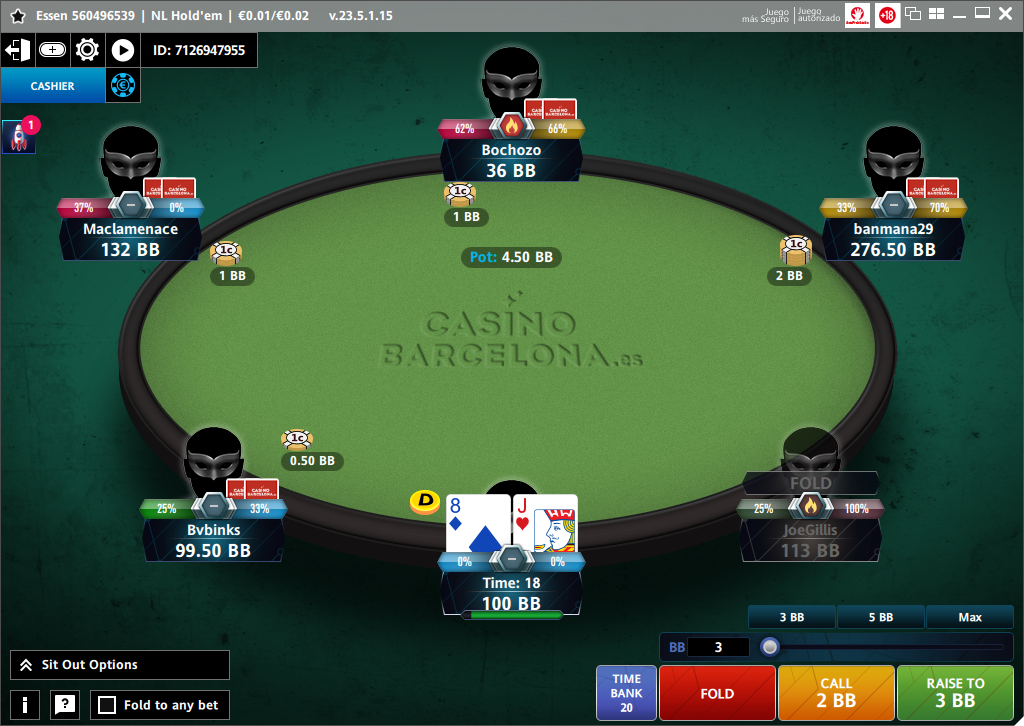 Essen 560496539 | NL Hold'em | €0.01/€0.02 v.23.5.1.15
Juego más Seguro
Juego autorizado
+18
ID: 7126947955
CASHIER
1
62% 66%
Bochozo
36 BB
1c
1 BB
37% 0%
Maclamenace
132 BB
1c
1 BB
33% 70%
banmana29
276.50 BB
1c
2 BB
Pot: 4.50 BB
CASINO
BARCELONA.es
1c
0.50 BB
25% 33%
Bvbinks
99.50 BB
D
8 J
0% 0%
Time: 18
100 BB
FOLD
25% 100%
JoeGillis
113 BB
3 BB 5 BB Max
BB 3
TIME BANK 20
FOLD
CALL
2 BB
RAISE TO
3 BB
Sit Out Options
i ? Fold to any bet